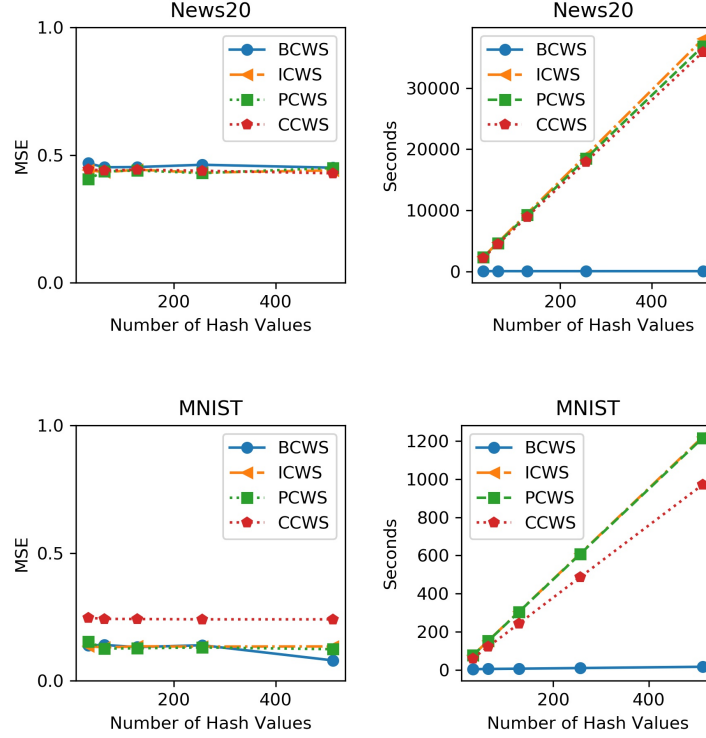 News20
1.0
0.5
0.0
MSE
200
400
Number of Hash Values
BCWS
ICWS
PCWS
CCWS
News20
30000
20000
10000
0
Seconds
200
400
Number of Hash Values
BCWS
ICWS
PCWS
CCWS
MNIST
1.0
0.5
0.0
MSE
200
400
Number of Hash Values
BCWS
ICWS
PCWS
CCWS
MNIST
1200
1000
800
600
400
200
0
Seconds
200
400
Number of Hash Values
BCWS
ICWS
PCWS
CCWS